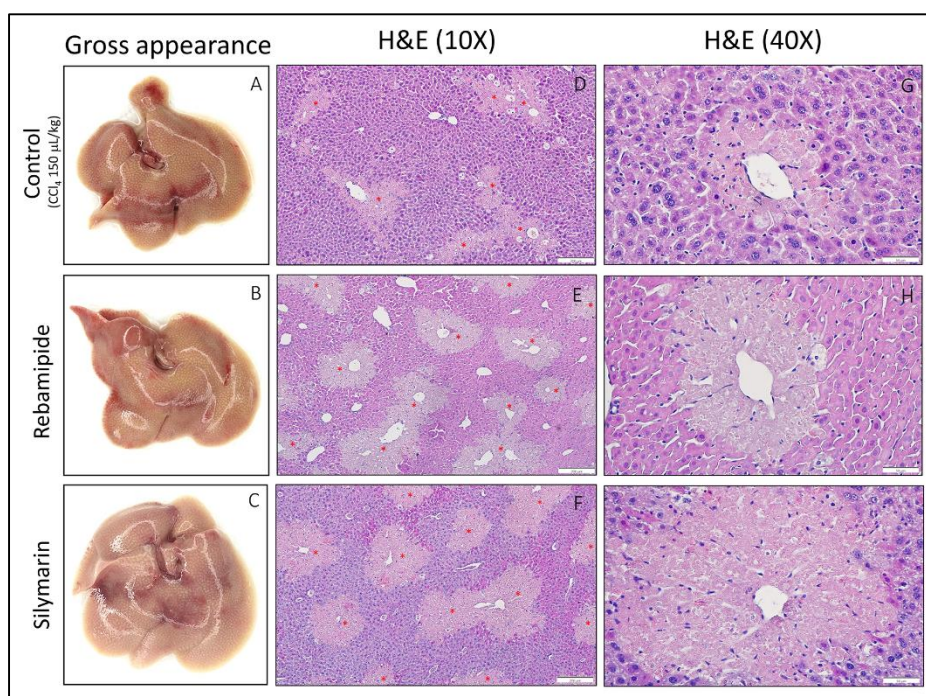 Gross appearance
H&E (10X)
H&E (40X)
Control
(CCl₄ 150 µL/kg)
A
D
G
Rebamipide
B
E
H
Silymarin
C
F